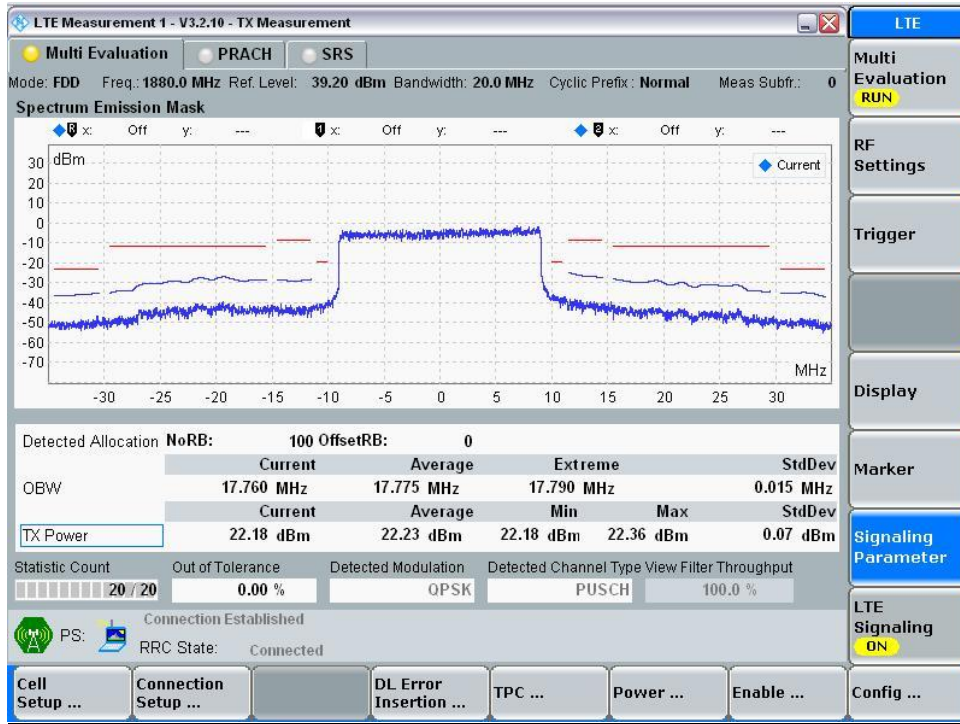 LTE Measurement 1 - V3.2.10 - TX Measurement
LTE
Multi Evaluation PRACH SRS
Multi Evaluation RUN
Mode: FDD Freq.: 1880.0 MHz Ref. Level: 39.20 dBm Bandwidth: 20.0 MHz Cyclic Prefix: Normal Meas Subfr.: 0
Spectrum Emission Mask
R x: Off y: --- 1 x: Off y: --- 2 x: Off y: ---
dBm
Current
30
20
10
0
-10
-20
-30
-40
-50
-60
-70
MHz
-30 -25 -20 -15 -10 -5 0 5 10 15 20 25 30
RF Settings
Trigger
Display
Marker
Signaling Parameter
LTE Signaling ON
Detected Allocation NoRB: 100 OffsetRB: 0
Current Average Extreme StdDev
OBW 17.760 MHz 17.775 MHz 17.790 MHz 0.015 MHz
Current Average Min Max StdDev
TX Power 22.18 dBm 22.23 dBm 22.18 dBm 22.36 dBm 0.07 dBm
Statistic Count Out of Tolerance Detected Modulation Detected Channel Type View Filter Throughput
20 / 20 0.00 % QPSK PUSCH 100.0 %
PS: Connection Established
RRC State: Connected
Cell Setup ... Connection Setup ... DL Error Insertion ... TPC ... Power ... Enable ... Config ...